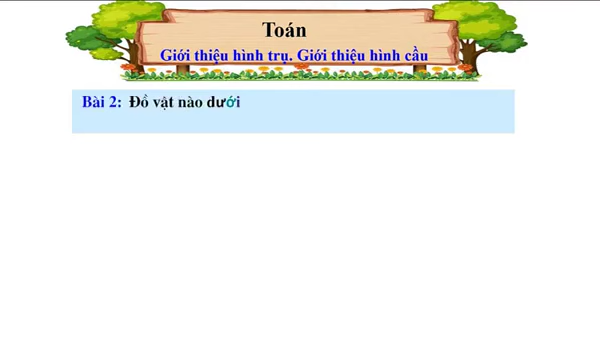 Toán
Giới thiệu hình trụ. Giới thiệu hình cầu
Bài 2: Đồ vật nào dưới